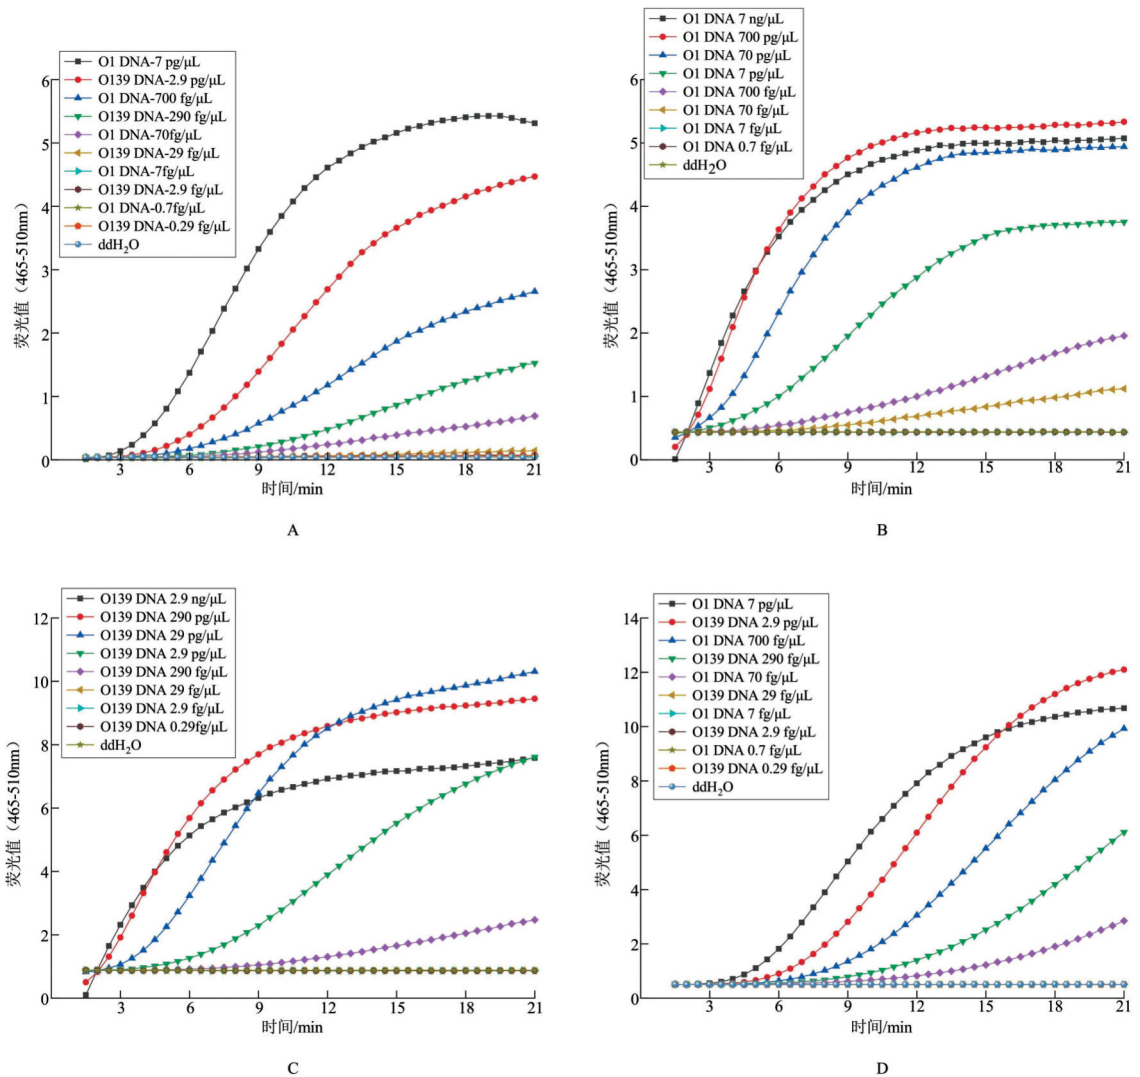 O1 DNA-7 pg/μL
O139 DNA-2.9 pg/μL
O1 DNA-700 fg/μL
O139 DNA-290 fg/μL
O1 DNA-70fg/μL
O139 DNA-29 fg/μL
O1 DNA-7fg/μL
O139 DNA-2.9 fg/μL
O1 DNA-0.7fg/μL
O139 DNA-0.29 fg/μL
ddH₂O
荧光值（465-510nm）
6
5
4
3
2
1
0
3 6 9 12 15 18 21
时间/min
A
O1 DNA 7 ng/μL
O1 DNA 700 pg/μL
O1 DNA 70 pg/μL
O1 DNA 7 pg/μL
O1 DNA 700 fg/μL
O1 DNA 70 fg/μL
O1 DNA 7 fg/μL
O1 DNA 0.7 fg/μL
ddH₂O
荧光值（465-510nm）
6
5
4
3
2
1
0
3 6 9 12 15 18 21
时间/min
B
O139 DNA 2.9 ng/μL
O139 DNA 290 pg/μL
O139 DNA 29 pg/μL
O139 DNA 2.9 pg/μL
O139 DNA 290 fg/μL
O139 DNA 29 fg/μL
O139 DNA 2.9 fg/μL
O139 DNA 0.29fg/μL
ddH₂O
荧光值（465-510nm）
12
10
8
6
4
2
0
3 6 9 12 15 18 21
时间/min
C
O1 DNA 7 pg/μL
O139 DNA 2.9 pg/μL
O1 DNA 700 fg/μL
O139 DNA 290 fg/μL
O1 DNA 70 fg/μL
O139 DNA 29 fg/μL
O1 DNA 7 fg/μL
O139 DNA 2.9 fg/μL
O1 DNA 0.7 fg/μL
O139 DNA 0.29 fg/μL
ddH₂O
荧光值（465-510nm）
14
12
10
8
6
4
2
0
3 6 9 12 15 18 21
时间/min
D